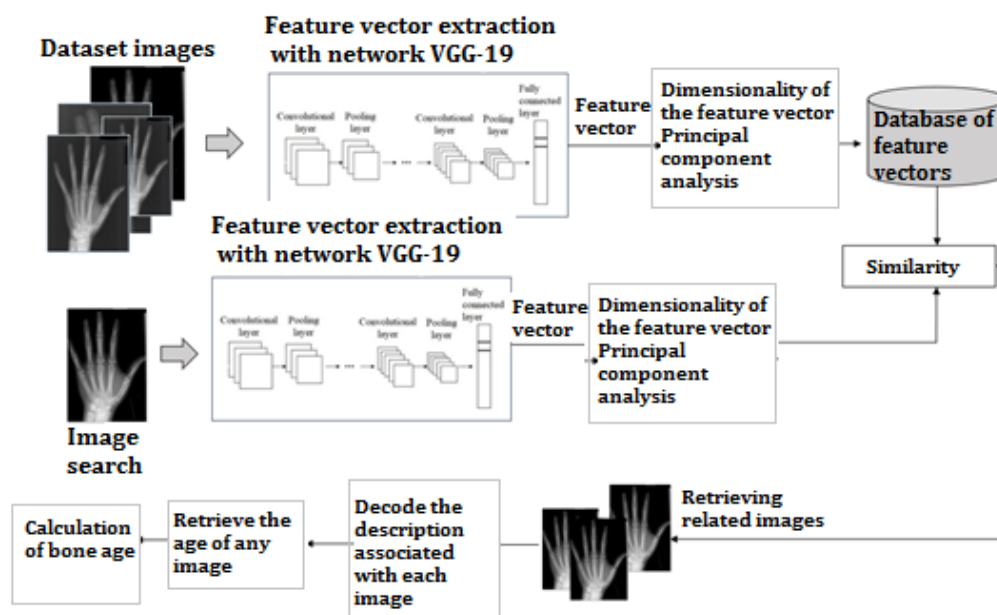 Dataset images
Feature vector extraction
with network VGG-19
Convolutional
layer
Pooling
layer
Convolutional
layer
Pooling
layer
Fully
connected
layer
Feature
vector
Dimensionality of
the feature vector
Principal
component
analysis
Database of
feature
vectors
Similarity
Image
search
Feature vector extraction
with network VGG-19
Convolutional
layer
Pooling
layer
Convolutional
layer
Pooling
layer
Fully
connected
layer
Feature
vector
Dimensionality of
the feature vector
Principal
component
analysis
Retrieving
related images
Decode the
description
associated
with each
image
Retrieve the
age of any
image
Calculation
of bone age